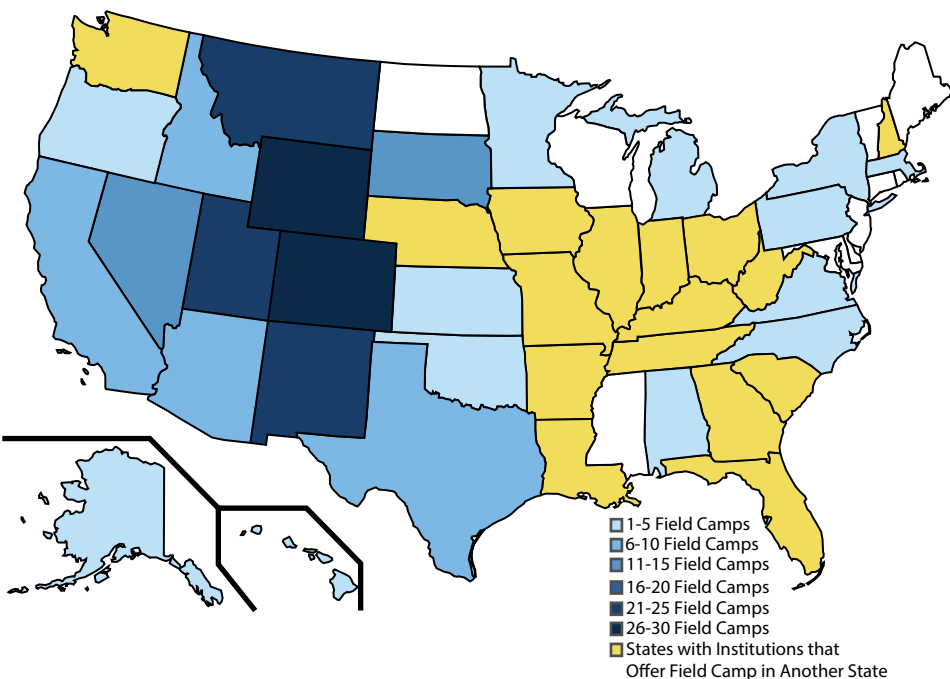 1-5 Field Camps
6-10 Field Camps
11-15 Field Camps
16-20 Field Camps
21-25 Field Camps
26-30 Field Camps
States with Institutions that
Offer Field Camp in Another State